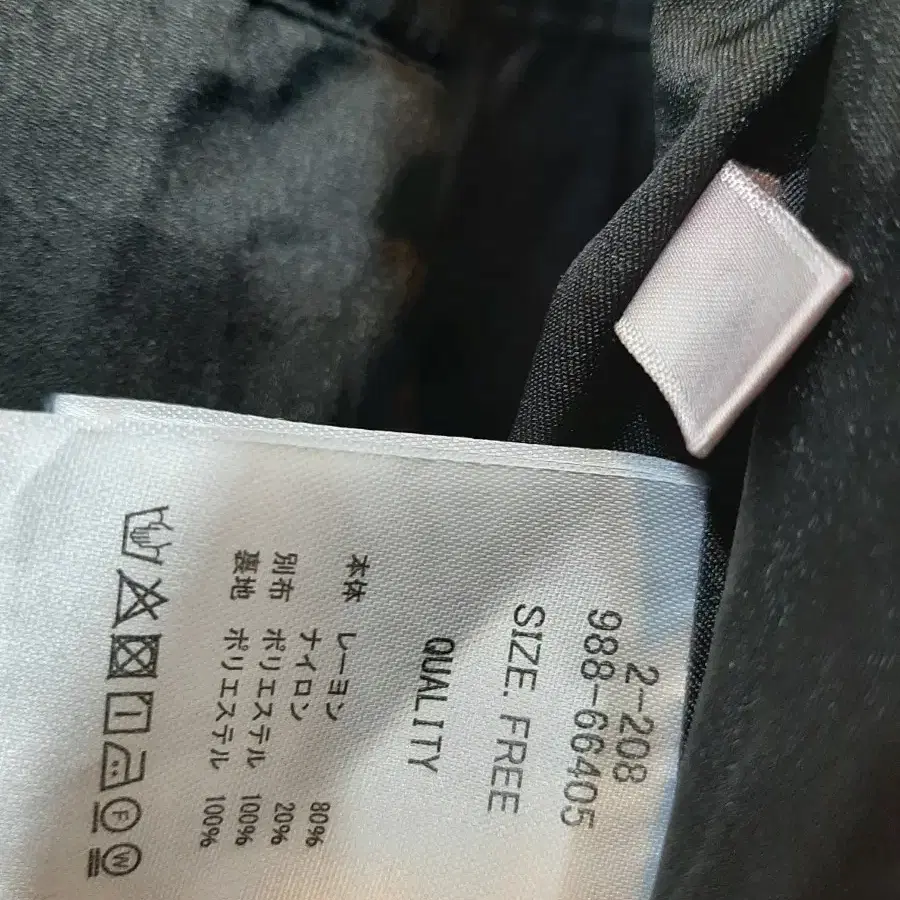 2-208
988-66405
SIZE. FREE
QUALITY
本体 レーヨン 80%
ナイロン 20%
別布 ポリエステル 100%
裏地 ポリエステル 100%
F W